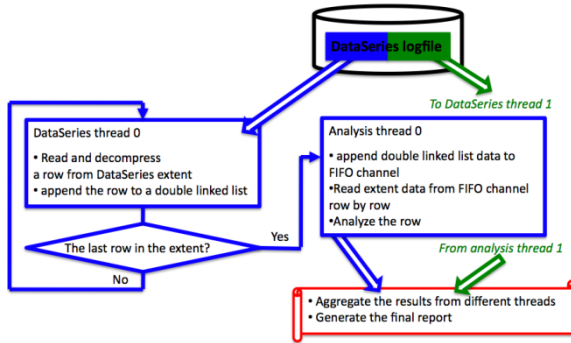 DataSeries logfile
To DataSeries thread 1
DataSeries thread 0
• Read and decompress
a row from DataSeries extent
• append the row to a double linked list
The last row in the extent?
Yes
No
Analysis thread 0
• append double linked list data to
FIFO channel
•Read extent data from FIFO channel
row by row
•Analyze the row
From analysis thread 1
• Aggregate the results from different threads
• Generate the final report